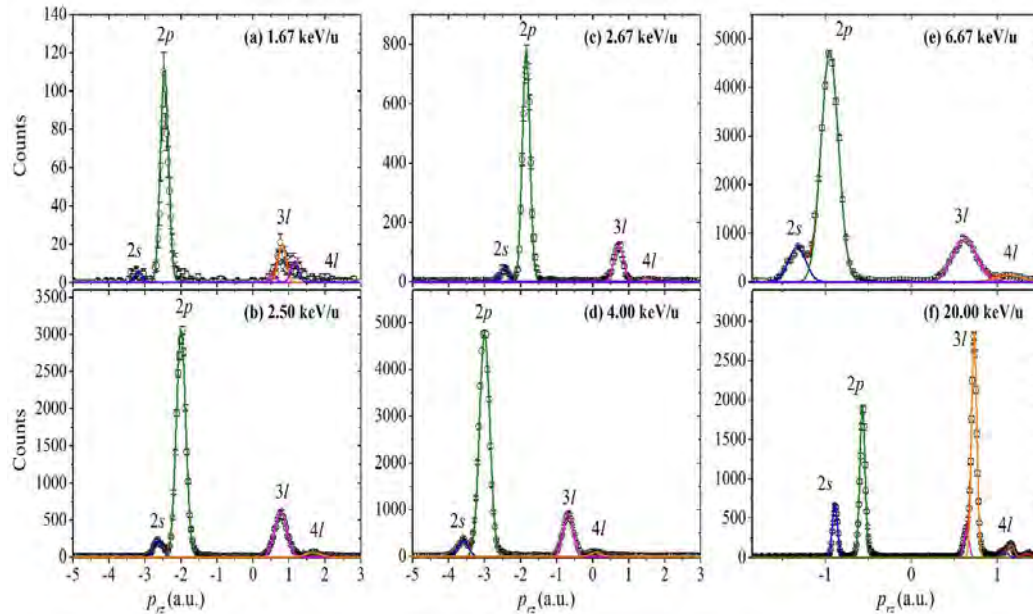 (a) 1.67 keV/u
2p
2s
3l
4l
Counts
140
120
100
80
60
40
20
0
(c) 2.67 keV/u
2p
2s
3l
4l
800
600
400
200
0
(e) 6.67 keV/u
2p
2s
3l
4l
5000
4000
3000
2000
1000
0
(b) 2.50 keV/u
2p
2s
3l
4l
Counts
3500
3000
2500
2000
1500
1000
500
0
-5 -4 -3 -2 -1 0 1 2 3
p_rz (a.u.)
(d) 4.00 keV/u
2p
2s
3l
4l
5000
4000
3000
2000
1000
0
-5 -4 -3 -2 -1 0 1 2 3
p_rz (a.u.)
(f) 20.00 keV/u
2s
2p
3l
4l
3000
2500
2000
1500
1000
500
0
-1 0 1
p_rz (a.u.)